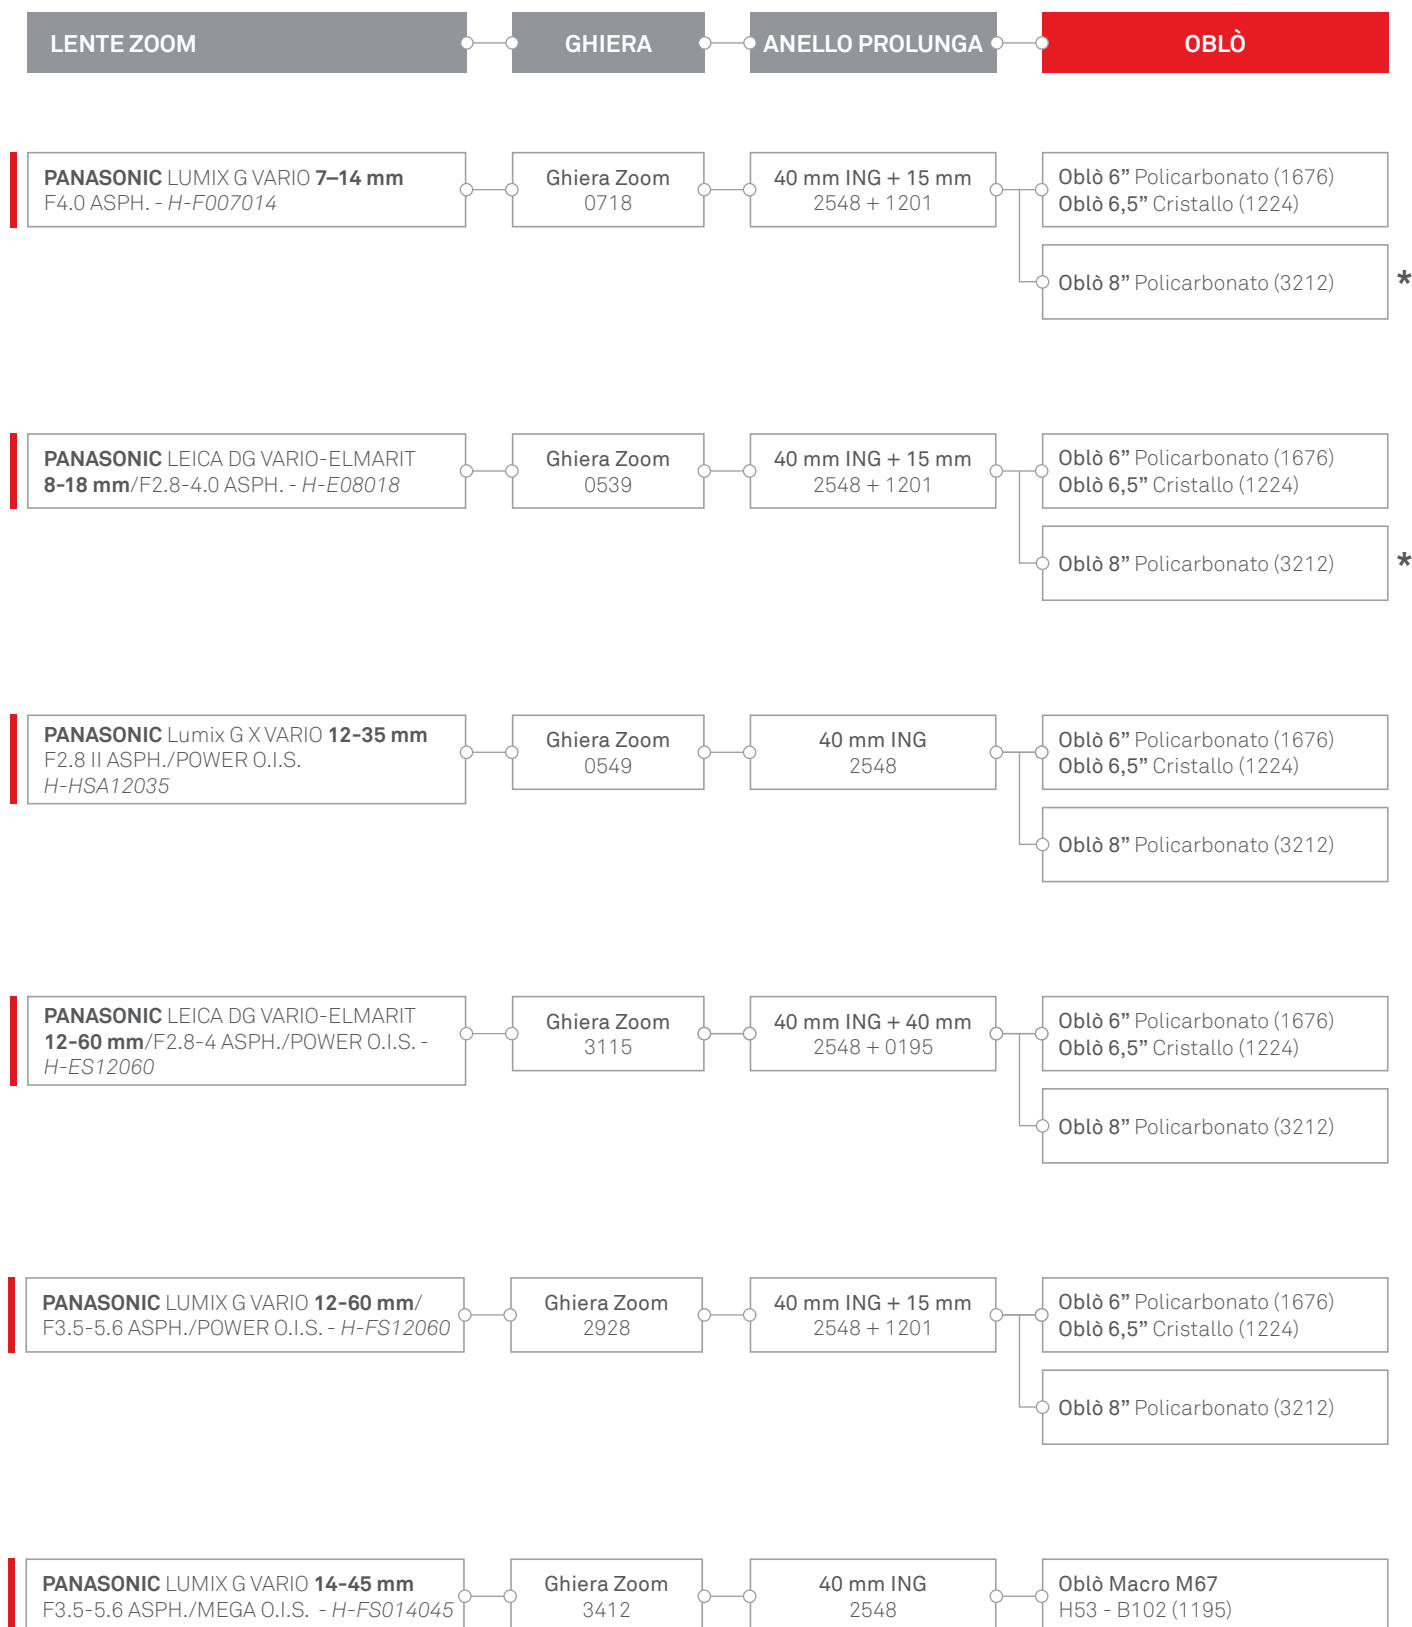 LENTE ZOOM
GHIERA
ANELLO PROLUNGA
OBLÒ
PANASONIC LUMIX G VARIO 7–14 mm
F4.0 ASPH. - H-F007014
Ghiera Zoom
0718
40 mm ING + 15 mm
2548 + 1201
Oblò 6” Policarbonato (1676)
Oblò 6,5” Cristallo (1224)
Oblò 8” Policarbonato (3212)
*
PANASONIC LEICA DG VARIO-ELMARIT
8-18 mm/F2.8-4.0 ASPH. - H-E08018
Ghiera Zoom
0539
40 mm ING + 15 mm
2548 + 1201
Oblò 6” Policarbonato (1676)
Oblò 6,5” Cristallo (1224)
Oblò 8” Policarbonato (3212)
*
PANASONIC Lumix G X VARIO 12-35 mm
F2.8 II ASPH./POWER O.I.S.
H-HSA12035
Ghiera Zoom
0549
40 mm ING
2548
Oblò 6” Policarbonato (1676)
Oblò 6,5” Cristallo (1224)
Oblò 8” Policarbonato (3212)
PANASONIC LEICA DG VARIO-ELMARIT
12-60 mm/F2.8-4 ASPH./POWER O.I.S. -
H-ES12060
Ghiera Zoom
3115
40 mm ING + 40 mm
2548 + 0195
Oblò 6” Policarbonato (1676)
Oblò 6,5” Cristallo (1224)
Oblò 8” Policarbonato (3212)
PANASONIC LUMIX G VARIO 12-60 mm/
F3.5-5.6 ASPH./POWER O.I.S. - H-FS12060
Ghiera Zoom
2928
40 mm ING + 15 mm
2548 + 1201
Oblò 6” Policarbonato (1676)
Oblò 6,5” Cristallo (1224)
Oblò 8” Policarbonato (3212)
PANASONIC LUMIX G VARIO 14-45 mm
F3.5-5.6 ASPH./MEGA O.I.S. - H-FS014045
Ghiera Zoom
3412
40 mm ING
2548
Oblò Macro M67
H53 - B102 (1195)